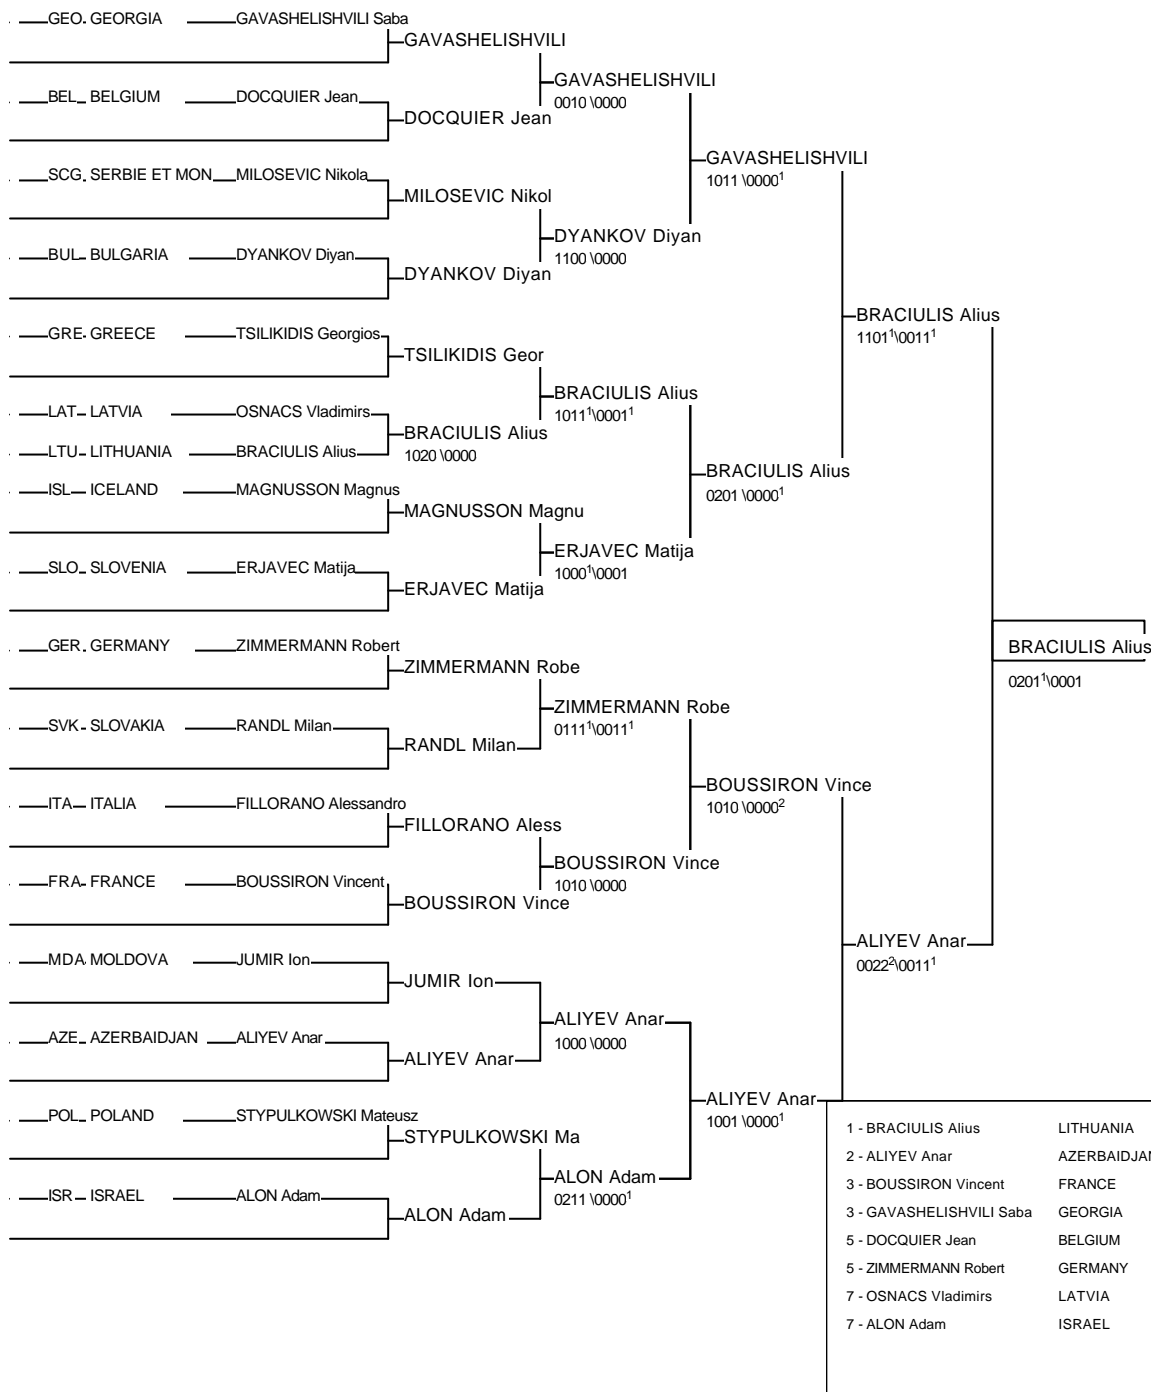 GEO GEORGIA GAVASHELISHVILI Saba
GAVASHELISHVILI
GAVASHELISHVILI
0010 \0000
BEL BELGIUM DOCQUIER Jean
DOCQUIER Jean
GAVASHELISHVILI
1011 \0000¹
SCG SERBIE ET MON MILOSEVIC Nikola
MILOSEVIC Nikol
DYANKOV Diyan
1100 \0000
BUL BULGARIA DYANKOV Diyan
DYANKOV Diyan
BRACIULIS Alius
1101¹\0011¹
GRE GREECE TSILIKIDIS Georgios
TSILIKIDIS Geor
BRACIULIS Alius
1011¹\0001¹
LAT LATVIA OSNACS Vladimirs
BRACIULIS Alius
1020 \0000
LTU LITHUANIA BRACIULIS Alius
BRACIULIS Alius
0201 \0000¹
ISL ICELAND MAGNUSSON Magnus
MAGNUSSON Magnu
ERJAVEC Matija
1000¹\0001
SLO SLOVENIA ERJAVEC Matija
ERJAVEC Matija
BRACIULIS Alius
0201¹\0001
GER GERMANY ZIMMERMANN Robert
ZIMMERMANN Robe
ZIMMERMANN Robe
0111¹\0011¹
SVK SLOVAKIA RANDL Milan
RANDL Milan
BOUSSIRON Vince
1010 \0000²
ITA ITALIA FILLORANO Alessandro
FILLORANO Aless
BOUSSIRON Vince
1010 \0000
FRA FRANCE BOUSSIRON Vincent
BOUSSIRON Vince
ALIYEV Anar
0022²\0011¹
MDA MOLDOVA JUMIR Ion
JUMIR Ion
ALIYEV Anar
1000 \0000
AZE AZERBAIDJAN ALIYEV Anar
ALIYEV Anar
ALIYEV Anar
1001 \0000¹
POL POLAND STYPULKOWSKI Mateusz
STYPULKOWSKI Ma
ALON Adam
0211 \0000¹
ISR ISRAEL ALON Adam
ALON Adam
1 - BRACIULIS Alius LITHUANIA
2 - ALIYEV Anar AZERBAIDJAN
3 - BOUSSIRON Vincent FRANCE
3 - GAVASHELISHVILI Saba GEORGIA
5 - DOCQUIER Jean BELGIUM
5 - ZIMMERMANN Robert GERMANY
7 - OSNACS Vladimirs LATVIA
7 - ALON Adam ISRAEL